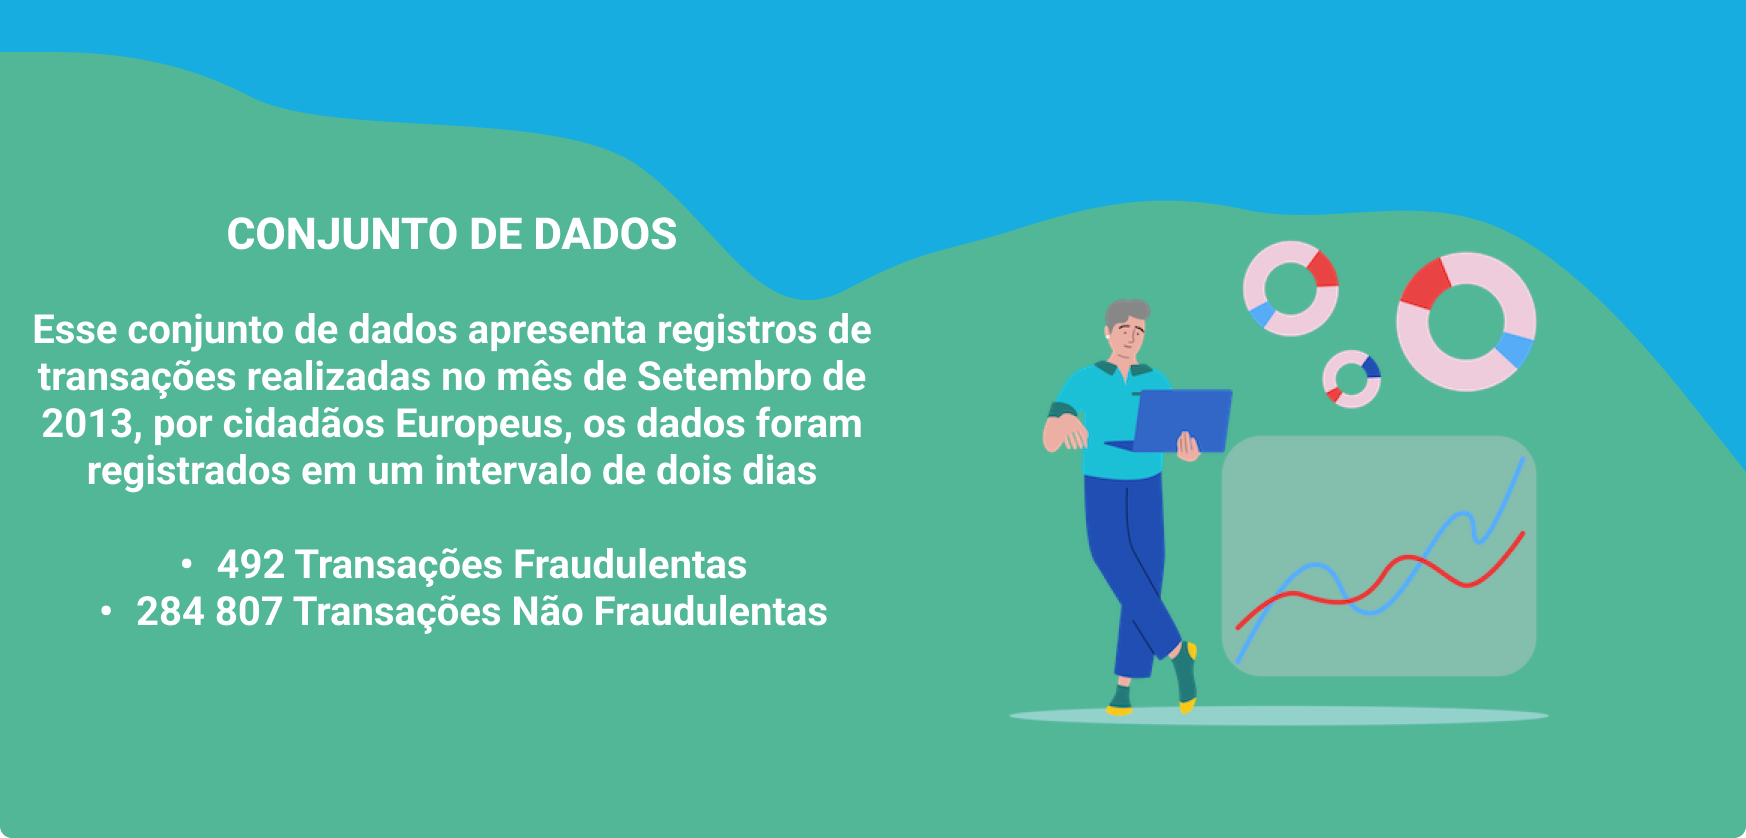 CONJUNTO DE DADOS
Esse conjunto de dados apresenta registros de
transações realizadas no mês de Setembro de
2013, por cidadãos Europeus, os dados foram
registrados em um intervalo de dois dias
• 492 Transações Fraudulentas
• 284 807 Transações Não Fraudulentas